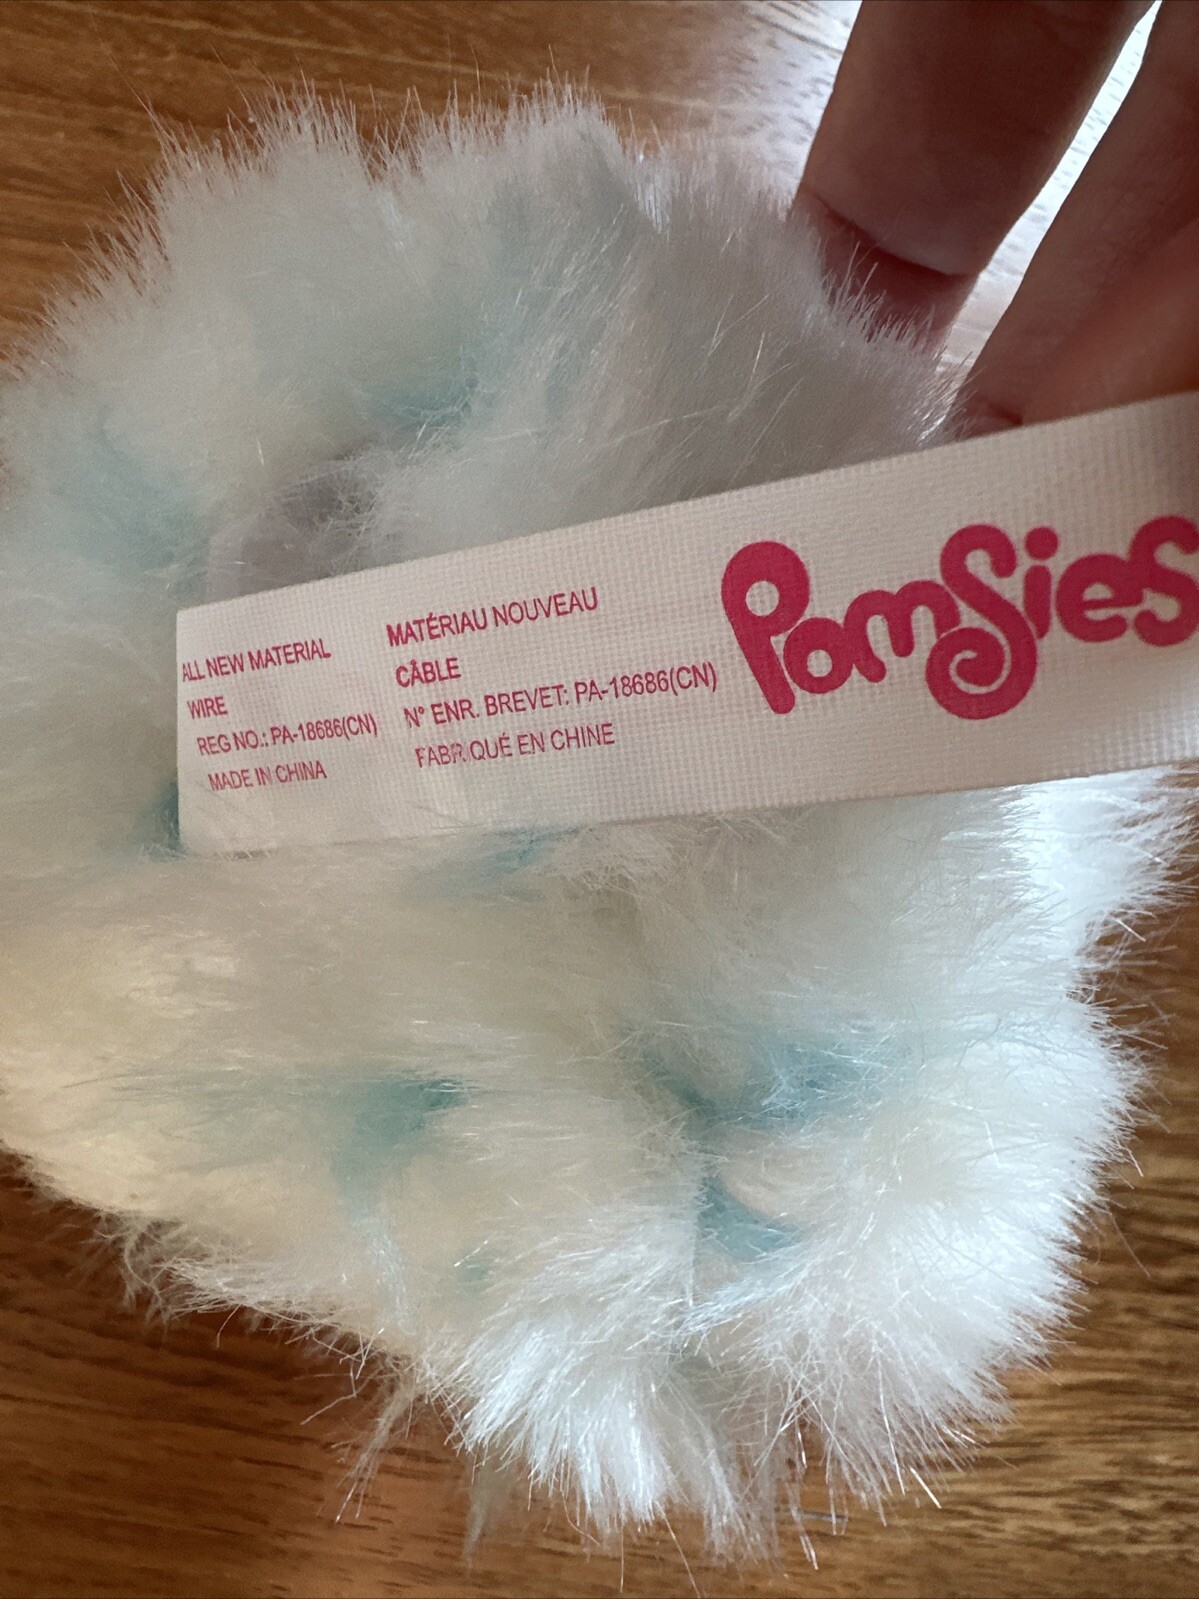 ALL NEW MATERIAL
WIRE
REG NO.: PA-18686(CN)
MADE IN CHINA
MATÉRIAU NOUVEAU
CÂBLE
N° ENR. BREVET: PA-18686(CN)
FABRIQUÉ EN CHINE
PomSies